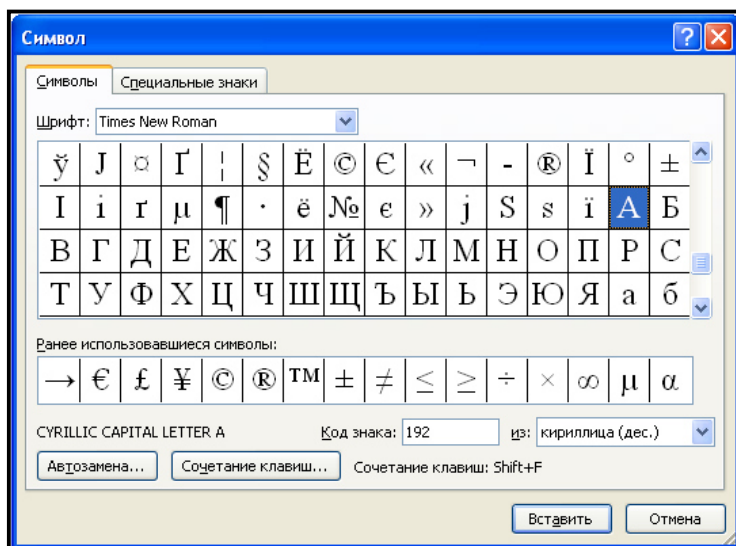 Символ
Символы Специальные знаки
Шрифт: Times New Roman
ў Ј ¤ Ґ ¦ § Ё © Є « ¬ - ® Ї ° ±
І і ґ µ ¶ · ё № є » ј Ѕ ѕ ї А Б
В Г Д Е Ж З И Й К Л М Н О П Р С
Т У Ф Х Ц Ч Ш Щ Ъ Ы Ь Э Ю Я а б
Ранее использовавшиеся символы:
→ € £ ¥ © ® ™ ± ≠ ≤ ≥ ÷ × ∞ µ α
CYRILLIC CAPITAL LETTER A Код знака: 192 из: кириллица (дес.)
Автозамена... Сочетание клавиш... Сочетание клавиш: Shift+F
Вставить Отмена